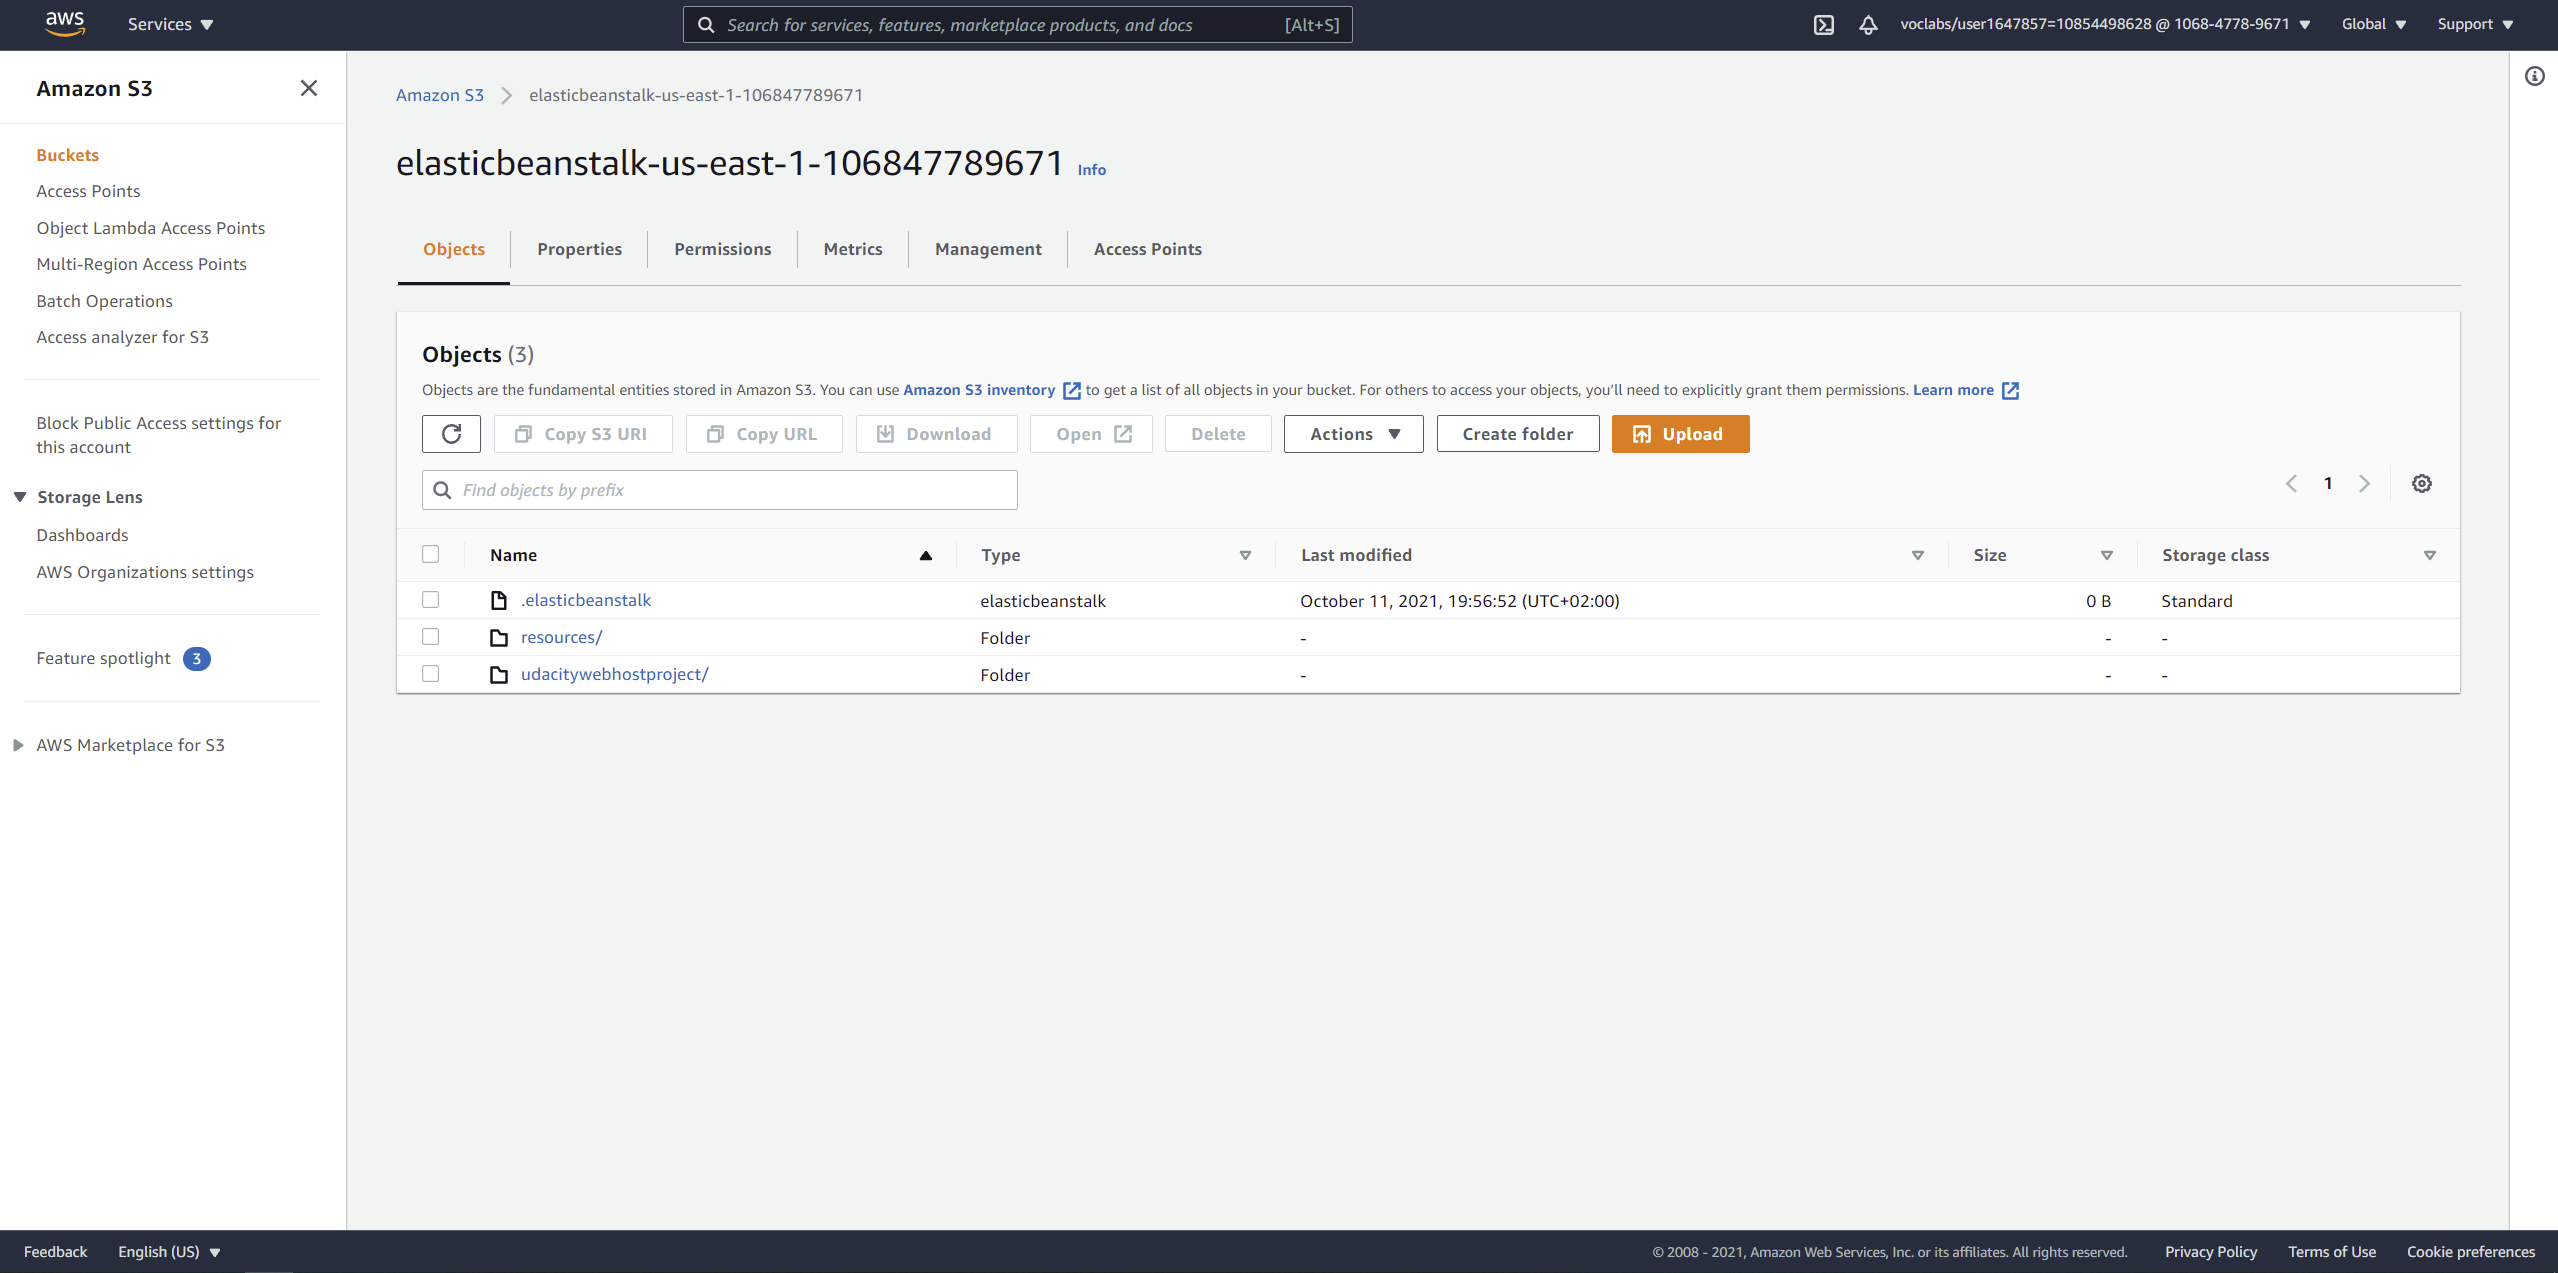 aws
Services
Search for services, features, marketplace products, and docs [Alt+S]
voclabs/user1647857=10854498628 @ 1068-4778-9671
Global
Support
Amazon S3
Buckets
Access Points
Object Lambda Access Points
Multi-Region Access Points
Batch Operations
Access analyzer for S3
Block Public Access settings for
this account
Storage Lens
Dashboards
AWS Organizations settings
Feature spotlight 3
AWS Marketplace for S3
Amazon S3 elasticbeanstalk-us-east-1-106847789671
elasticbeanstalk-us-east-1-106847789671 Info
Objects Properties Permissions Metrics Management Access Points
Objects (3)
Objects are the fundamental entities stored in Amazon S3. You can use Amazon S3 inventory to get a list of all objects in your bucket. For others to access your objects, you'll need to explicitly grant them permissions. Learn more
Copy S3 URI Copy URL Download Open Delete Actions Create folder Upload
Find objects by prefix
1
Name Type Last modified Size Storage class
.elasticbeanstalk elasticbeanstalk October 11, 2021, 19:56:52 (UTC+02:00) 0 B Standard
resources/ Folder - - -
udacitywebhostproject/ Folder - - -
Feedback English (US) © 2008 - 2021, Amazon Web Services, Inc. or its affiliates. All rights reserved. Privacy Policy Terms of Use Cookie preferences